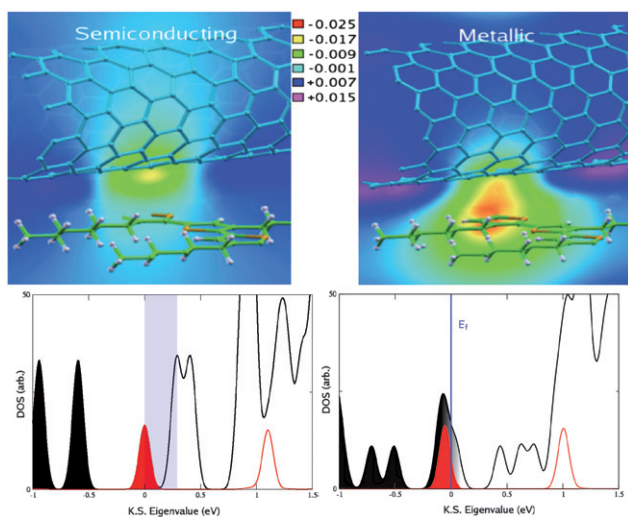 Semiconducting
-0.025
-0.017
-0.009
-0.001
+0.007
+0.015
Metallic
50
DOS (arb.)
0
-1 -0.5 0 0.5 1 1.5
K.S. Eigenvalue (eV)
50
Ef
DOS (arb.)
0
-1 -0.5 0 0.5 1 1.5
K.S. Eigenvalue (eV)